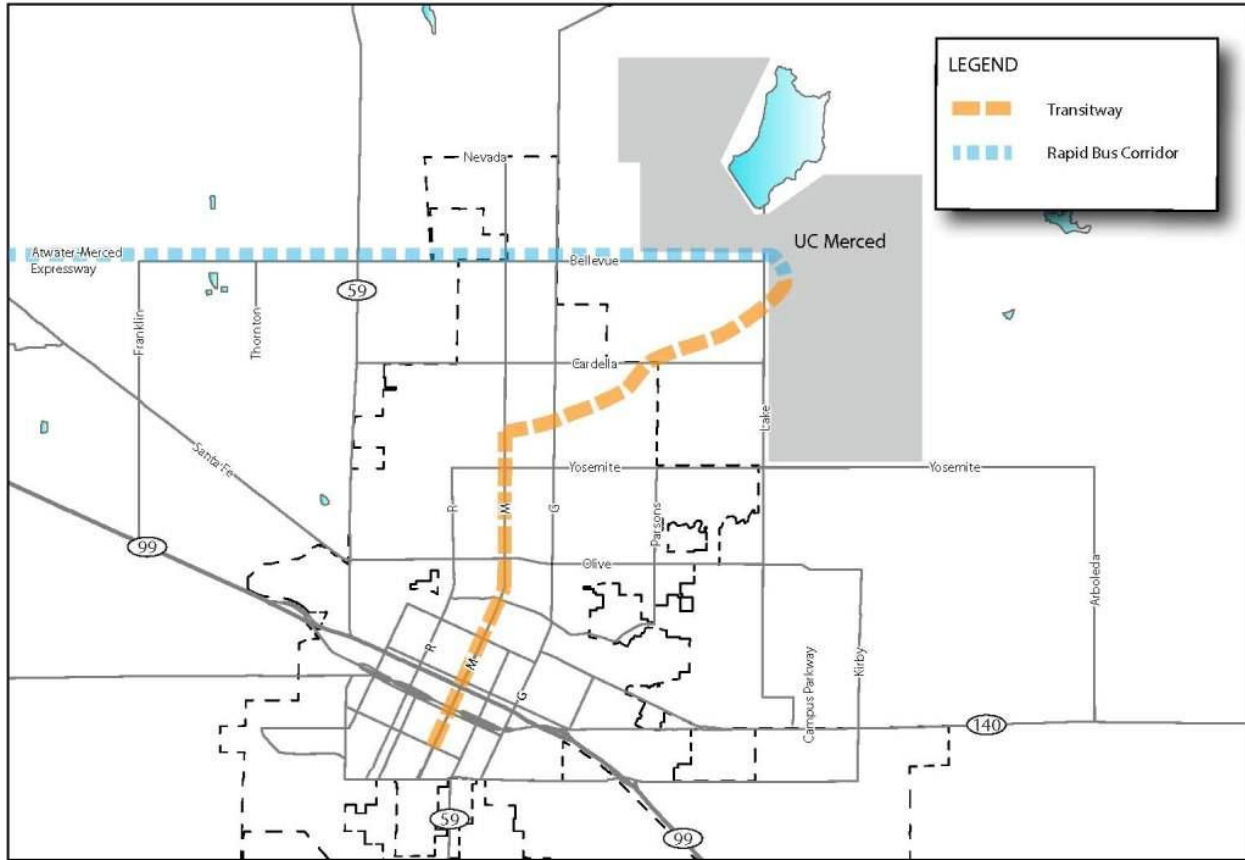 LEGEND
Transitway
Rapid Bus Corridor
Nevada
UC Merced
Atwater-Merced
Expressway
Bellevue
59
Franklin
Thornton
Cardella
Lake
Santa Fe
Yosemite
Yosemite
R
M
G
Parsons
99
Olive
Arboleda
R
M
G
Campus Parkway
Kirby
140
59
99